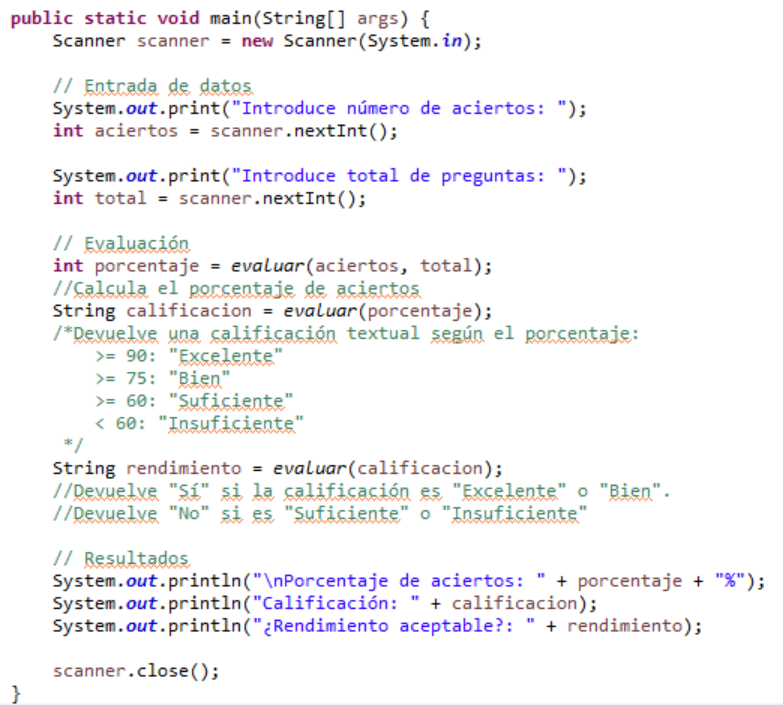 public static void main(String[] args) {
    Scanner scanner = new Scanner(System.in);

    // Entrada de datos
    System.out.print("Introduce número de aciertos: ");
    int aciertos = scanner.nextInt();

    System.out.print("Introduce total de preguntas: ");
    int total = scanner.nextInt();

    // Evaluación
    int porcentaje = evaluar(aciertos, total);
    //Calcula el porcentaje de aciertos
    String calificacion = evaluar(porcentaje);
    /*Devuelve una calificación textual según el porcentaje:
        >= 90: "Excelente"
        >= 75: "Bien"
        >= 60: "Suficiente"
        < 60: "Insuficiente"
     */
    String rendimiento = evaluar(calificacion);
    //Devuelve "Sí" si la calificación es "Excelente" o "Bien".
    //Devuelve "No" si es "Suficiente" o "Insuficiente"

    // Resultados
    System.out.println("\nPorcentaje de aciertos: " + porcentaje + "%");
    System.out.println("Calificación: " + calificacion);
    System.out.println("¿Rendimiento aceptable?: " + rendimiento);

    scanner.close();
}